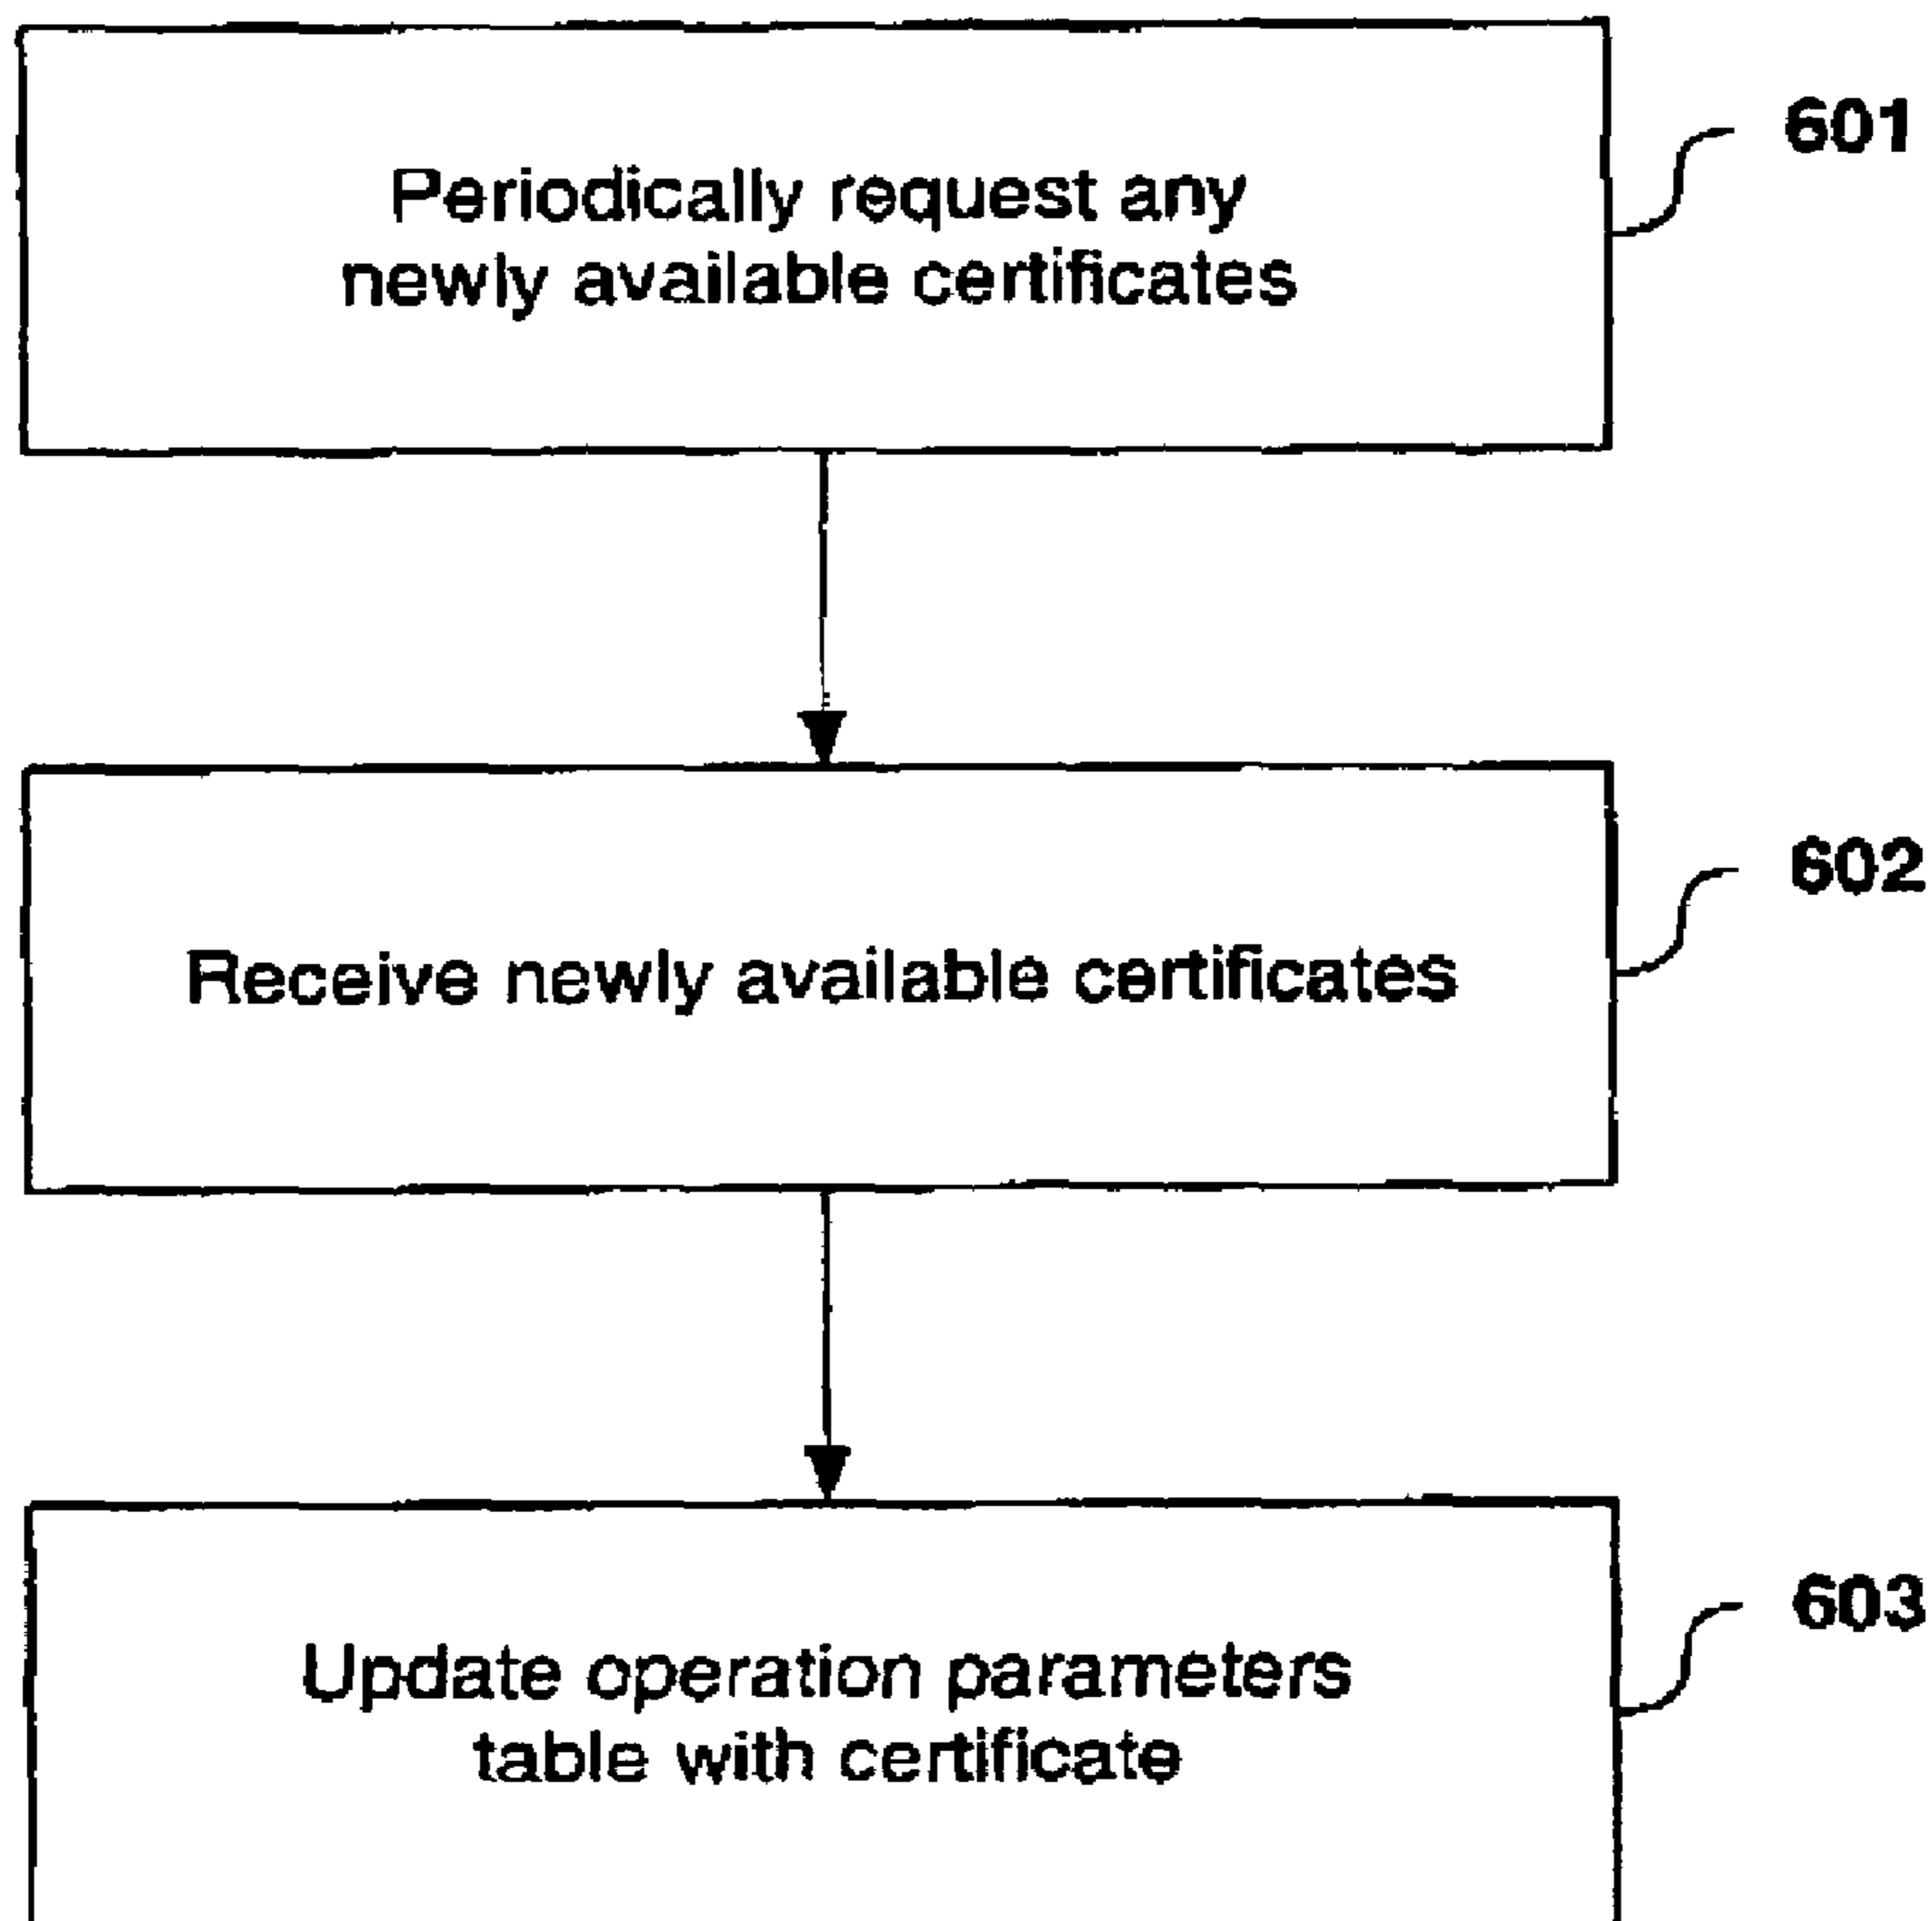 601
Periodically request any
newly available certificates
602
Receive newly available certificates
603
Update operation parameters
table with certificate